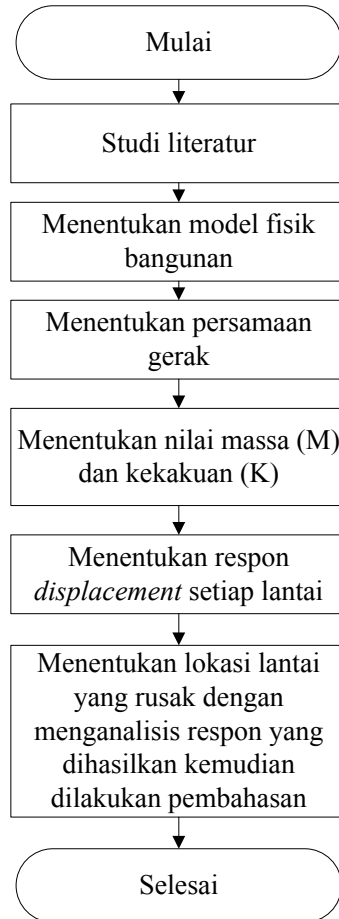 Mulai
Studi literatur
Menentukan model fisik
bangunan
Menentukan persamaan
gerak
Menentukan nilai massa (M)
dan kekakuan (K)
Menentukan respon
displacement setiap lantai
Menentukan lokasi lantai
yang rusak dengan
menganalisis respon yang
dihasilkan kemudian
dilakukan pembahasan
Selesai